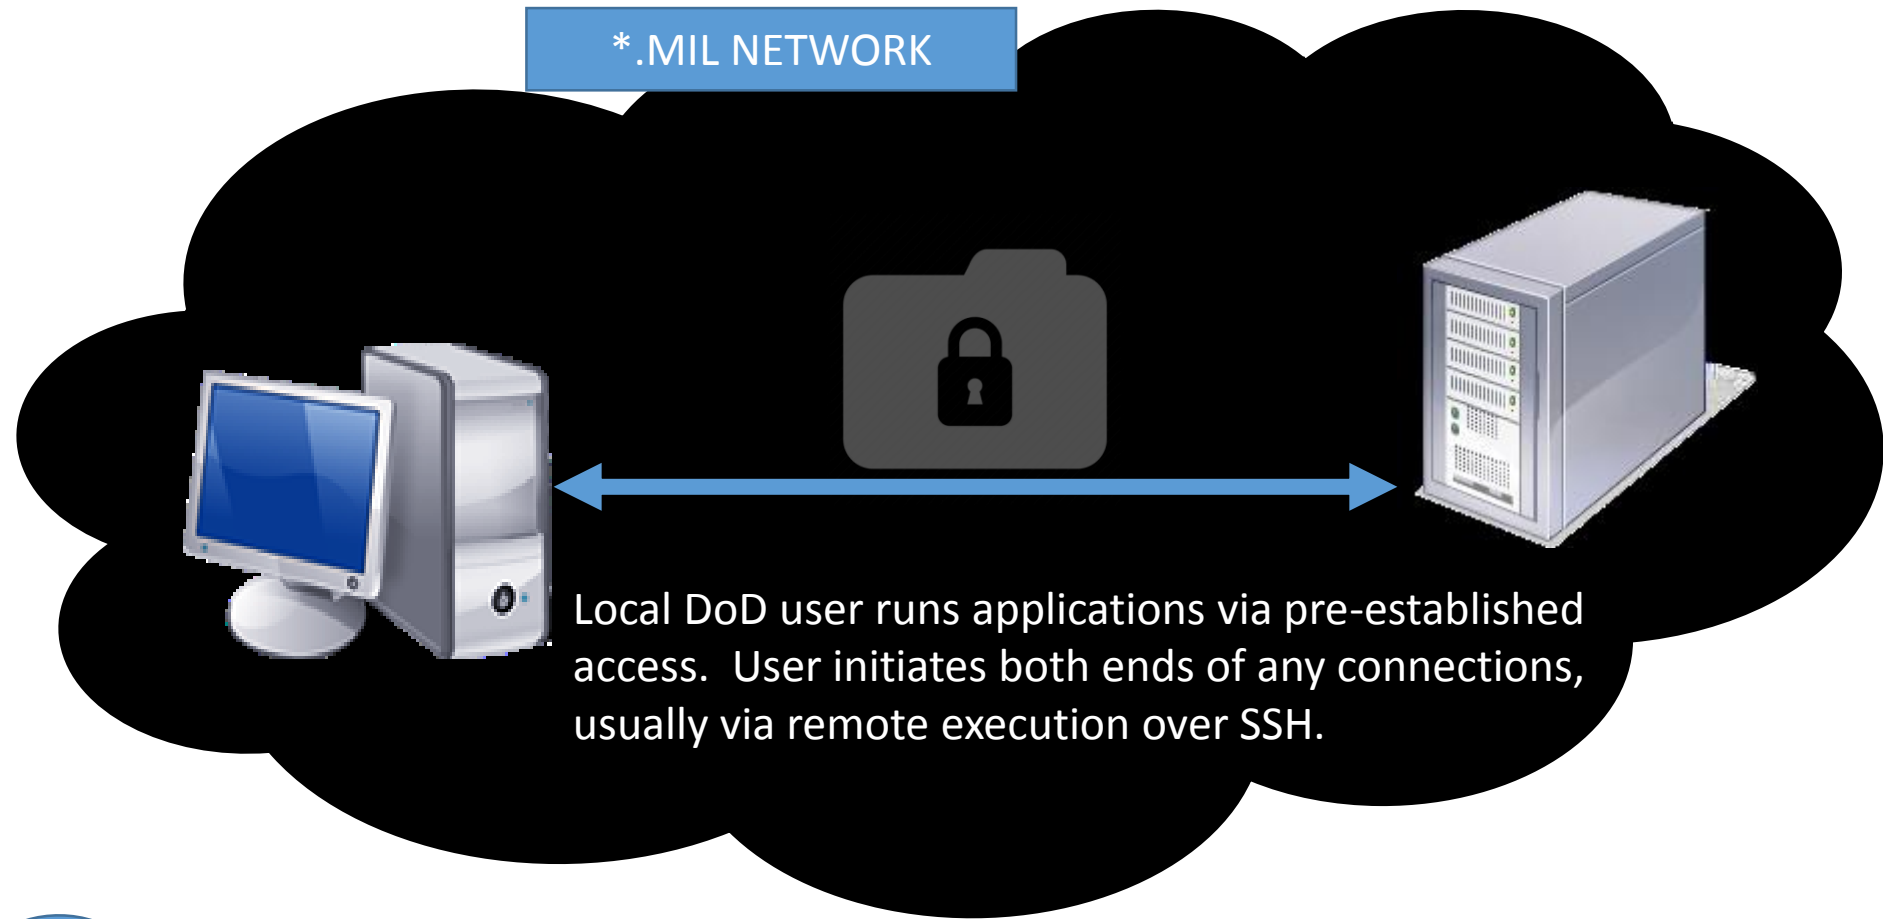 *.MIL NETWORK
Local DoD user runs applications via pre-established
access.  User initiates both ends of any connections,
usually via remote execution over SSH.